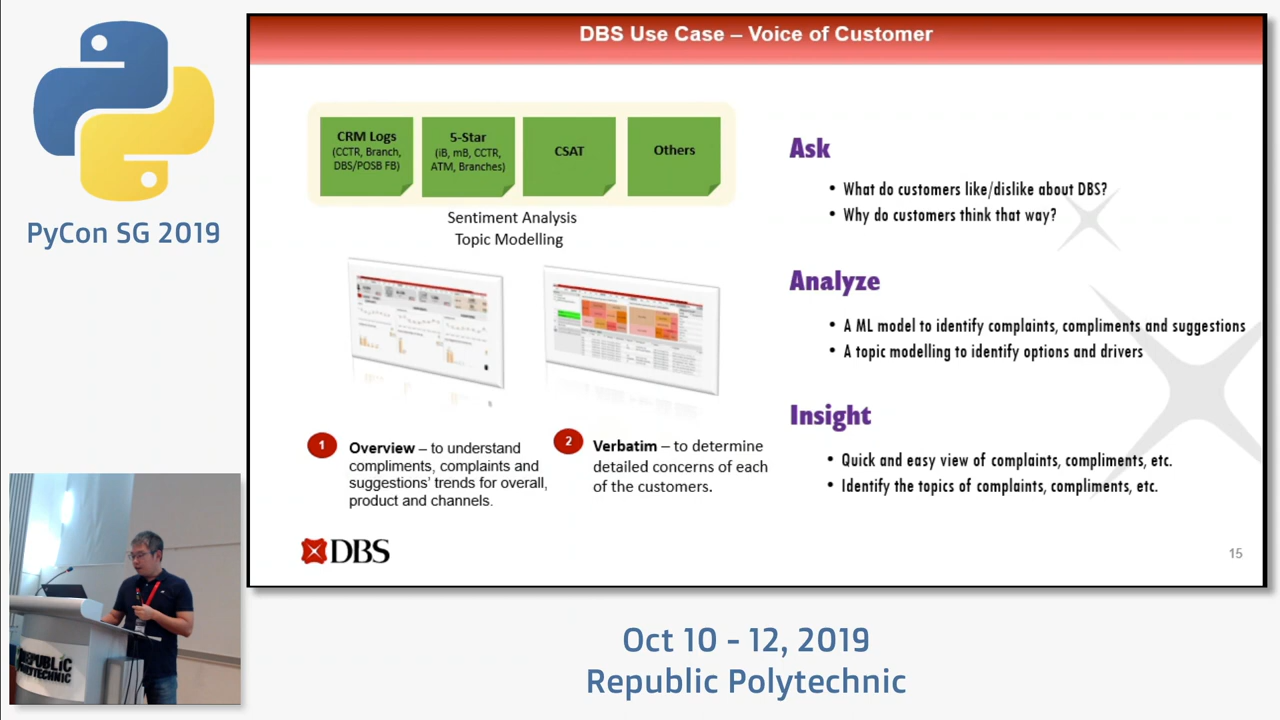 PyCon SG 2019
DBS Use Case – Voice of Customer
CRM Logs
(CCTR, Branch,
DBS/POSB FB)
5-Star
(iB, mB, CCTR,
ATM, Branches)
CSAT
Others
Sentiment Analysis
Topic Modelling
1
Overview – to understand
compliments, complaints and
suggestions' trends for overall,
product and channels.
2
Verbatim – to determine
detailed concerns of each
of the customers.
Ask
• What do customers like/dislike about DBS?
• Why do customers think that way?
Analyze
• A ML model to identify complaints, compliments and suggestions
• A topic modelling to identify options and drivers
Insight
• Quick and easy view of complaints, compliments, etc.
• Identify the topics of complaints, compliments, etc.
DBS
15
REPUBLIC
POLYTECHNIC
Oct 10 - 12, 2019
Republic Polytechnic